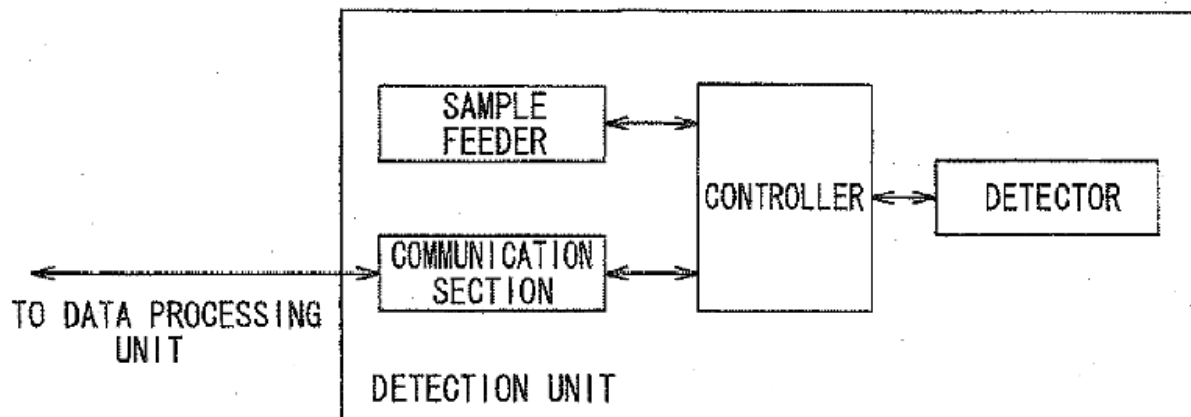 SAMPLE
FEEDER
CONTROLLER
DETECTOR
COMMUNICATION
SECTION
TO DATA PROCESSING
UNIT
DETECTION UNIT